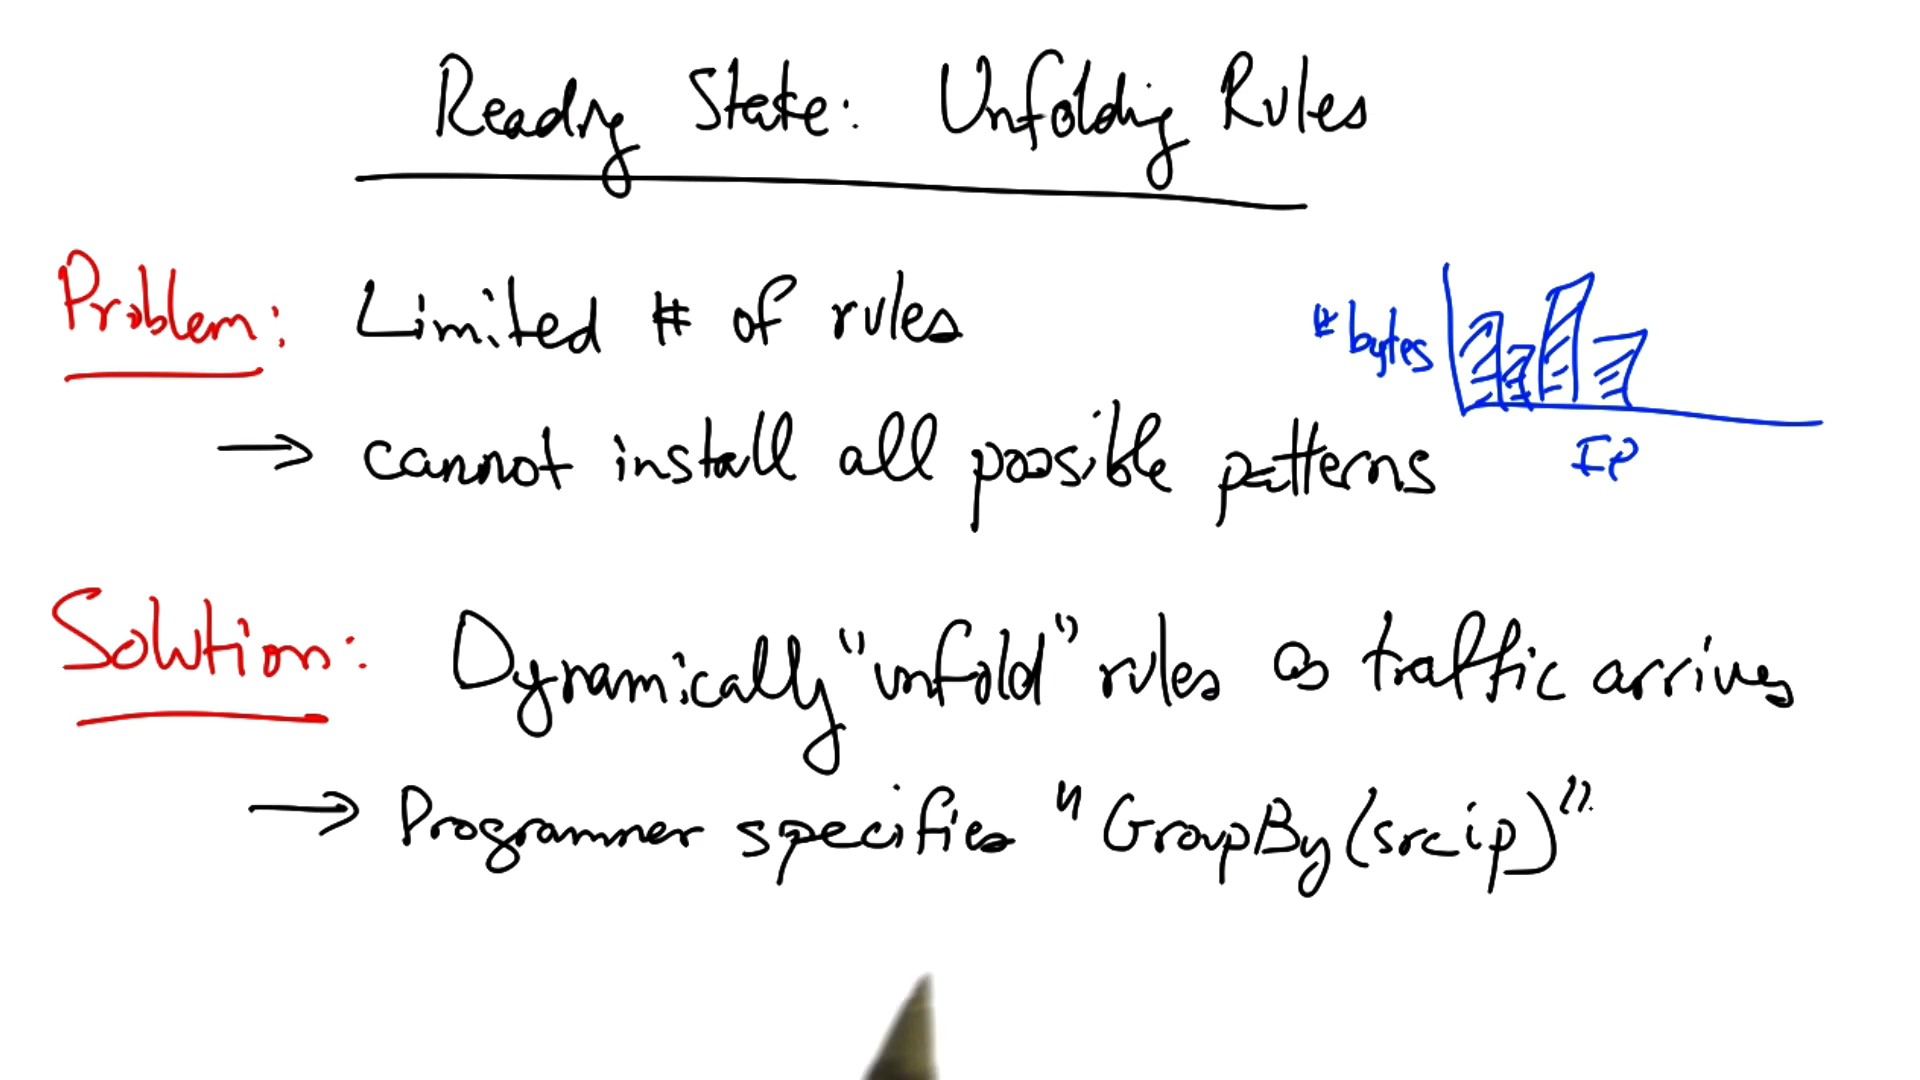 Reading State: Unfolding Rules
Problem: Limited # of rules
# bytes
IP
→ cannot install all possible patterns
Solution: Dynamically "unfold" rules as traffic arrives
→ Programmer specifies "GroupBy(srcip)"